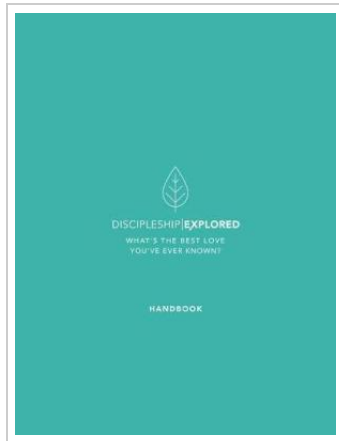 DISCIPLESHIP|EXPLORED
WHAT'S THE BEST LOVE
YOU'VE EVER KNOWN?
HANDBOOK